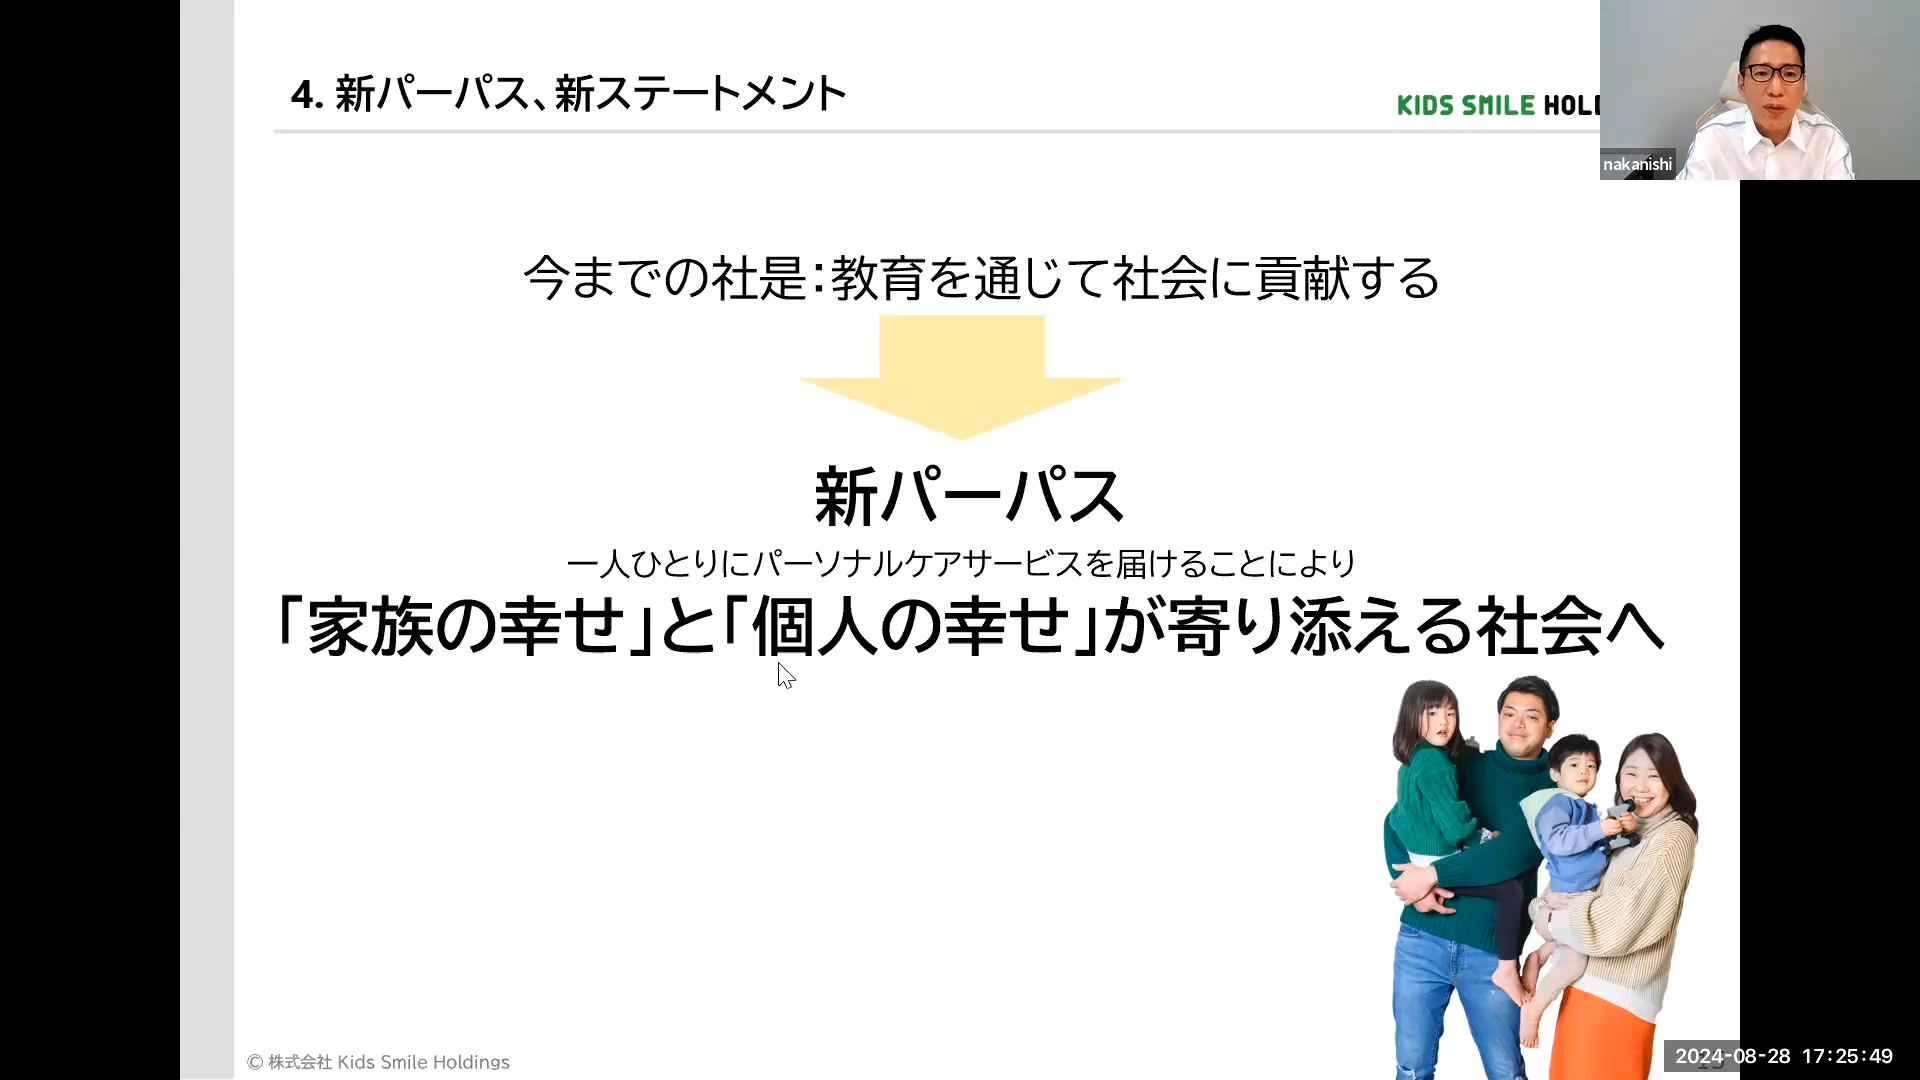 4. 新パーパス、新ステートメント
KIDS SMILE HOLD
nakanishi
今までの社是：教育を通じて社会に貢献する
新パーパス
一人ひとりにパーソナルケアサービスを届けることにより
「家族の幸せ」と「個人の幸せ」が寄り添える社会へ
© 株式会社 Kids Smile Holdings
2024-08-28 17:25:49